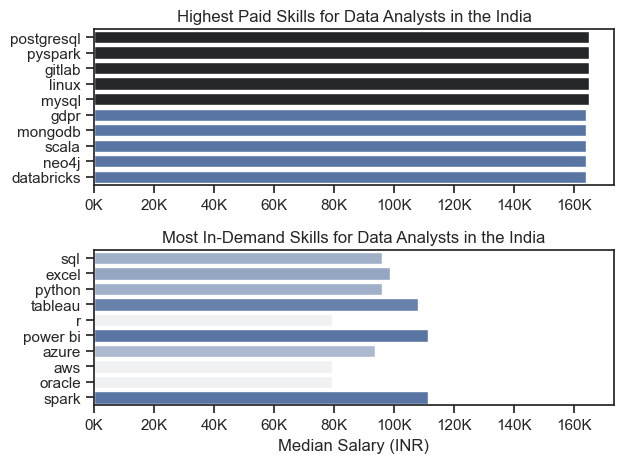 Highest Paid Skills for Data Analysts in the India
postgresql
pyspark
gitlab
linux
mysql
gdpr
mongodb
scala
neo4j
databricks
0K 20K 40K 60K 80K 100K 120K 140K 160K
Most In-Demand Skills for Data Analysts in the India
sql
excel
python
tableau
r
power bi
azure
aws
oracle
spark
0K 20K 40K 60K 80K 100K 120K 140K 160K
Median Salary (INR)